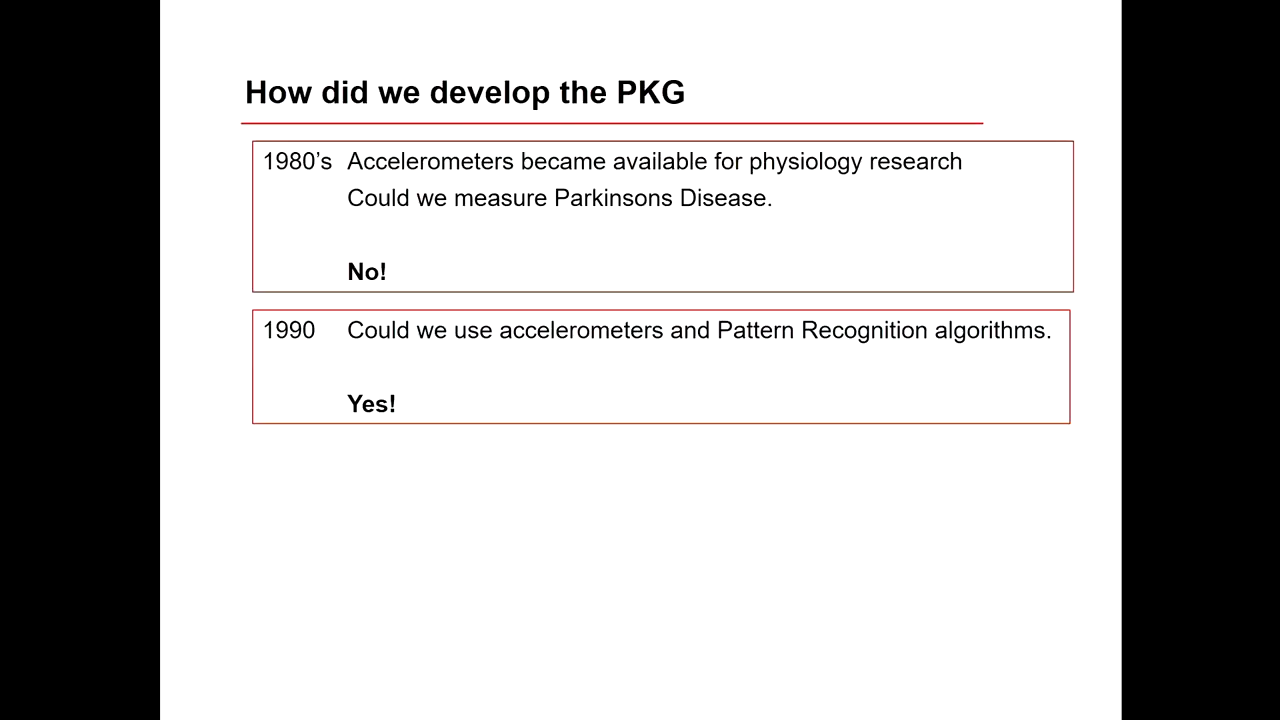 How did we develop the PKG
1980’s Accelerometers became available for physiology research
Could we measure Parkinsons Disease.
No!
1990 Could we use accelerometers and Pattern Recognition algorithms.
Yes!